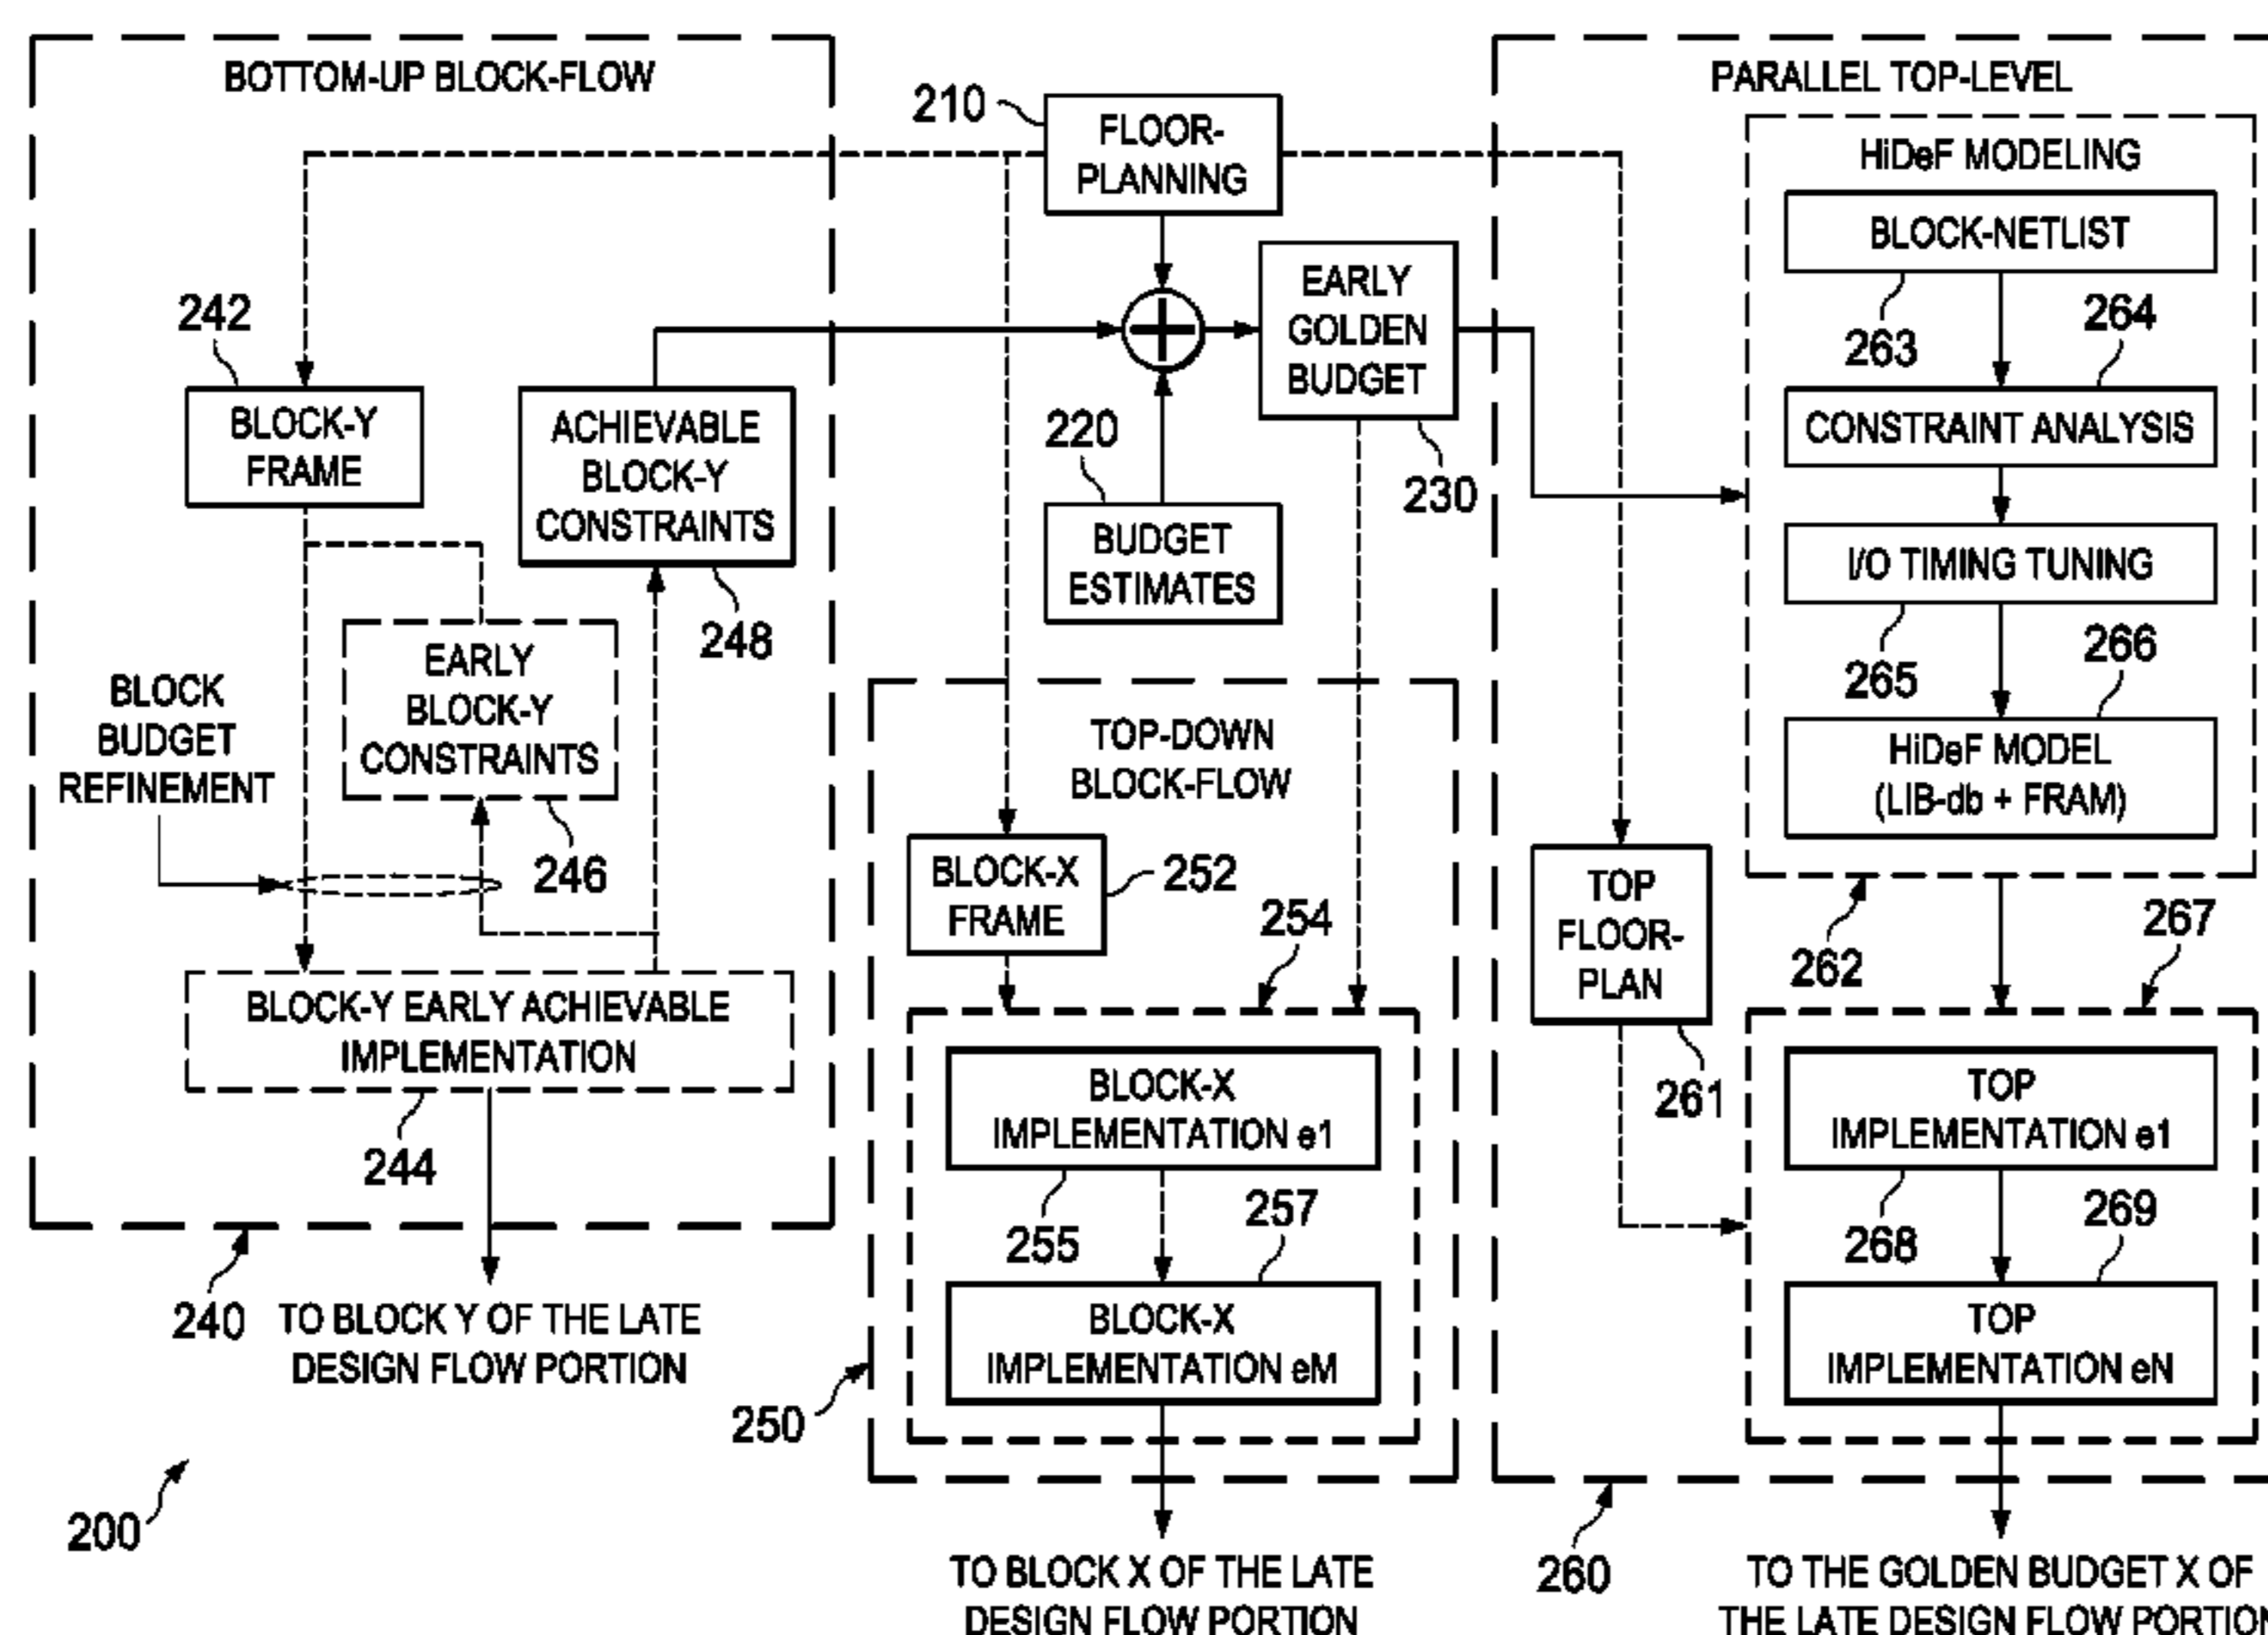 BOTTOM-UP BLOCK-FLOW
242
BLOCK-Y
FRAME
ACHIEVABLE
BLOCK-Y
CONSTRAINTS
248
EARLY
BLOCK-Y
CONSTRAINTS
246
BLOCK
BUDGET
REFINEMENT
BLOCK-Y EARLY ACHIEVABLE
IMPLEMENTATION
244
240
TO BLOCK Y OF THE LATE
DESIGN FLOW PORTION
200
210
FLOOR-
PLANNING
EARLY
GOLDEN
BUDGET
230
220
BUDGET
ESTIMATES
TOP-DOWN
BLOCK-FLOW
BLOCK-X
FRAME
252
254
BLOCK-X
IMPLEMENTATION e1
255
257
BLOCK-X
IMPLEMENTATION eM
250
TO BLOCK X OF THE LATE
DESIGN FLOW PORTION
PARALLEL TOP-LEVEL
HiDeF MODELING
BLOCK-NETLIST
263
264
CONSTRAINT ANALYSIS
I/O TIMING TUNING
265
266
HiDeF MODEL
(LIB-db + FRAM)
262
267
TOP
FLOOR-
PLAN
261
TOP
IMPLEMENTATION e1
268
269
TOP
IMPLEMENTATION eN
260
TO THE GOLDEN BUDGET X OF
THE LATE DESIGN FLOW PORTION